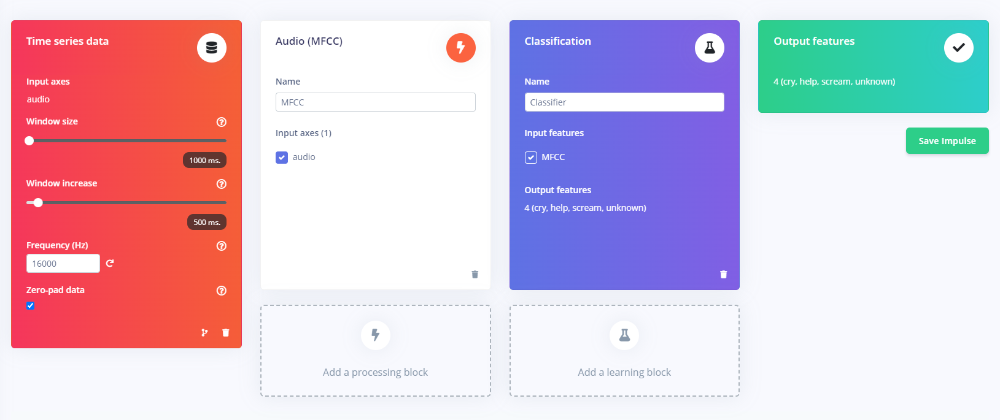 Time series data
Input axes
audio
Window size
1000 ms.
Window increase
500 ms.
Frequency (Hz)
16000
Zero-pad data
Audio (MFCC)
Name
MFCC
Input axes (1)
audio
Add a processing block
Classification
Name
Classifier
Input features
MFCC
Output features
4 (cry, help, scream, unknown)
Add a learning block
Output features
4 (cry, help, scream, unknown)
Save Impulse